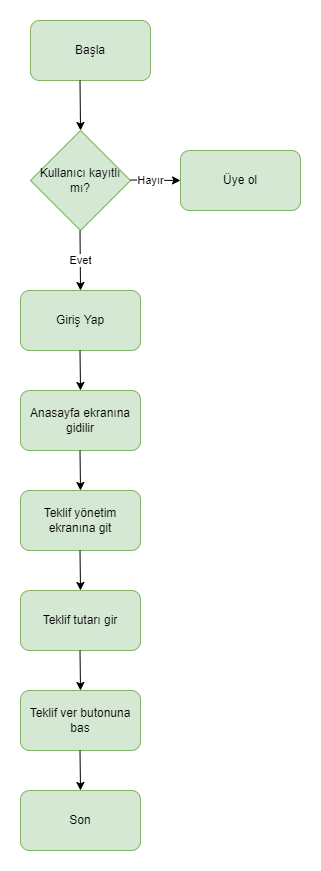 Başla
Kullanıcı kayıtlı
mı?
Hayır
Üye ol
Evet
Giriş Yap
Anasayfa ekranına
gidilir
Teklif yönetim
ekranına git
Teklif tutarı gir
Teklif ver butonuna
bas
Son